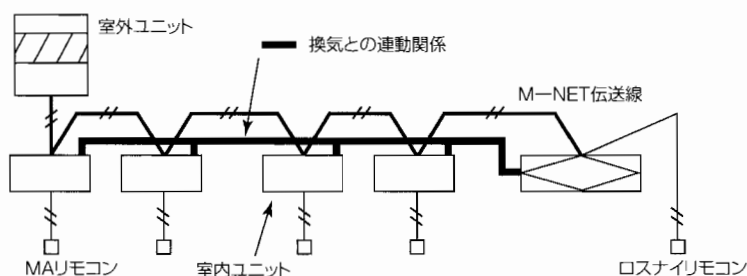 室外ユニット
換気との連動関係
M－NET伝送線
MAリモコン
室内ユニット
ロスナイリモコン